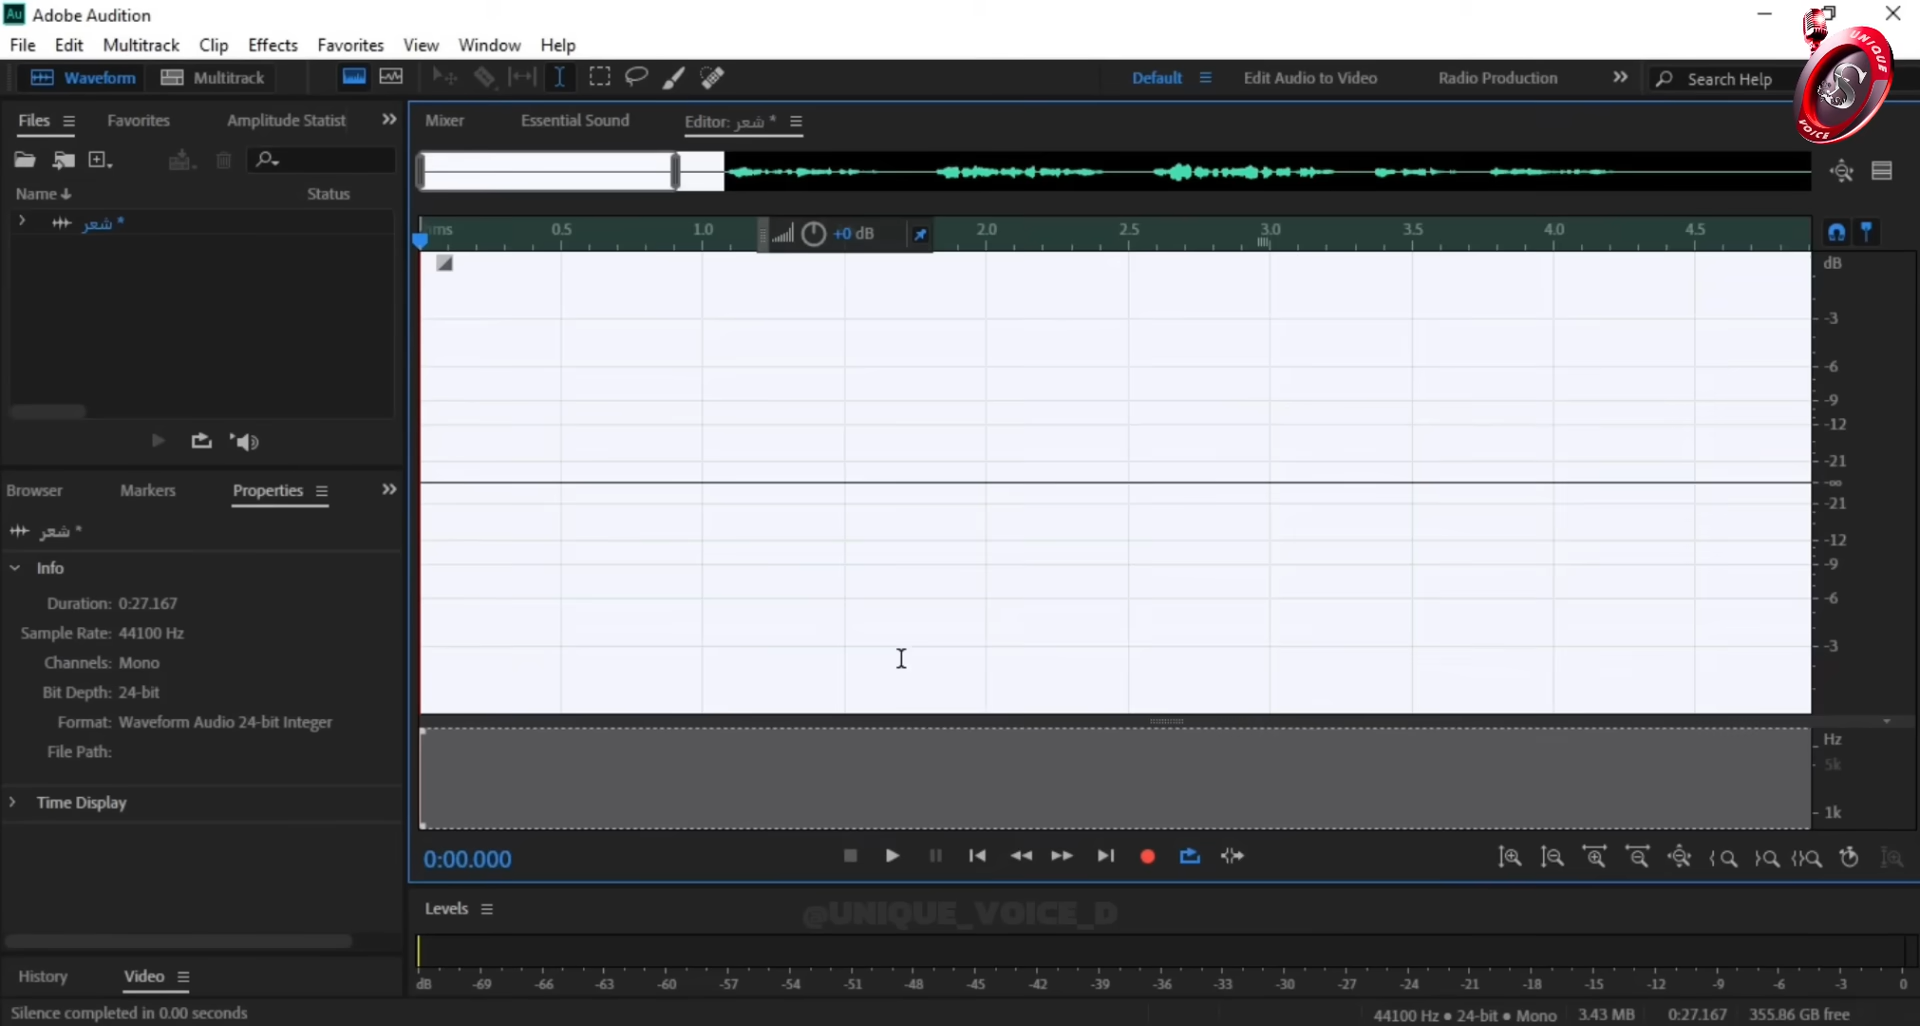 Au Adobe Audition
File Edit Multitrack Clip Effects Favorites View Window Help
Waveform Multitrack Default Edit Audio to Video Radio Production Search Help
UNIQUE
S
VOICE
Files Favorites Amplitude Statist
Mixer Essential Sound Editor: شعر *
Name Status
شعر *
hms 0.5 1.0 +0 dB 2.0 2.5 3.0 3.5 4.0 4.5
dB
-3
-6
-9
-12
-21
-∞
-21
-12
-9
-6
-3
Browser Markers Properties
شعر *
Info
Duration: 0:27.167
Sample Rate: 44100 Hz
Channels: Mono
Bit Depth: 24-bit
Format: Waveform Audio 24-bit Integer
File Path:
Time Display
Hz
5k
1k
0:00.000
Levels
@UNIQUE_VOICE_D
dB -69 -66 -63 -60 -57 -54 -51 -48 -45 -42 -39 -36 -33 -30 -27 -24 -21 -18 -15 -12 -9 -6 -3 0
History Video
Silence completed in 0.00 seconds
44100 Hz • 24-bit • Mono 3.43 MB 0:27.167 355.86 GB free